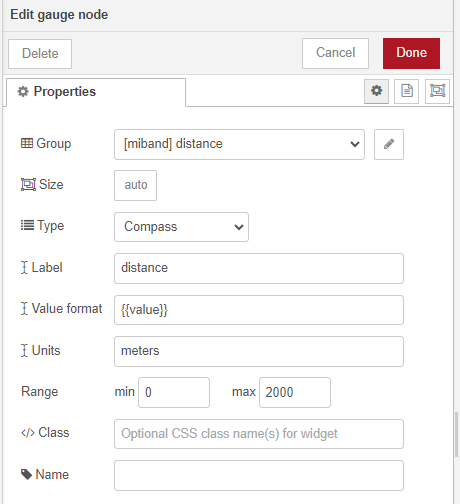 Edit gauge node
Delete
Cancel
Done
Properties
Group
[miband] distance
Size
auto
Type
Compass
Label
distance
Value format
{{value}}
Units
meters
Range
min 0
max 2000
</> Class
Optional CSS class name(s) for widget
Name